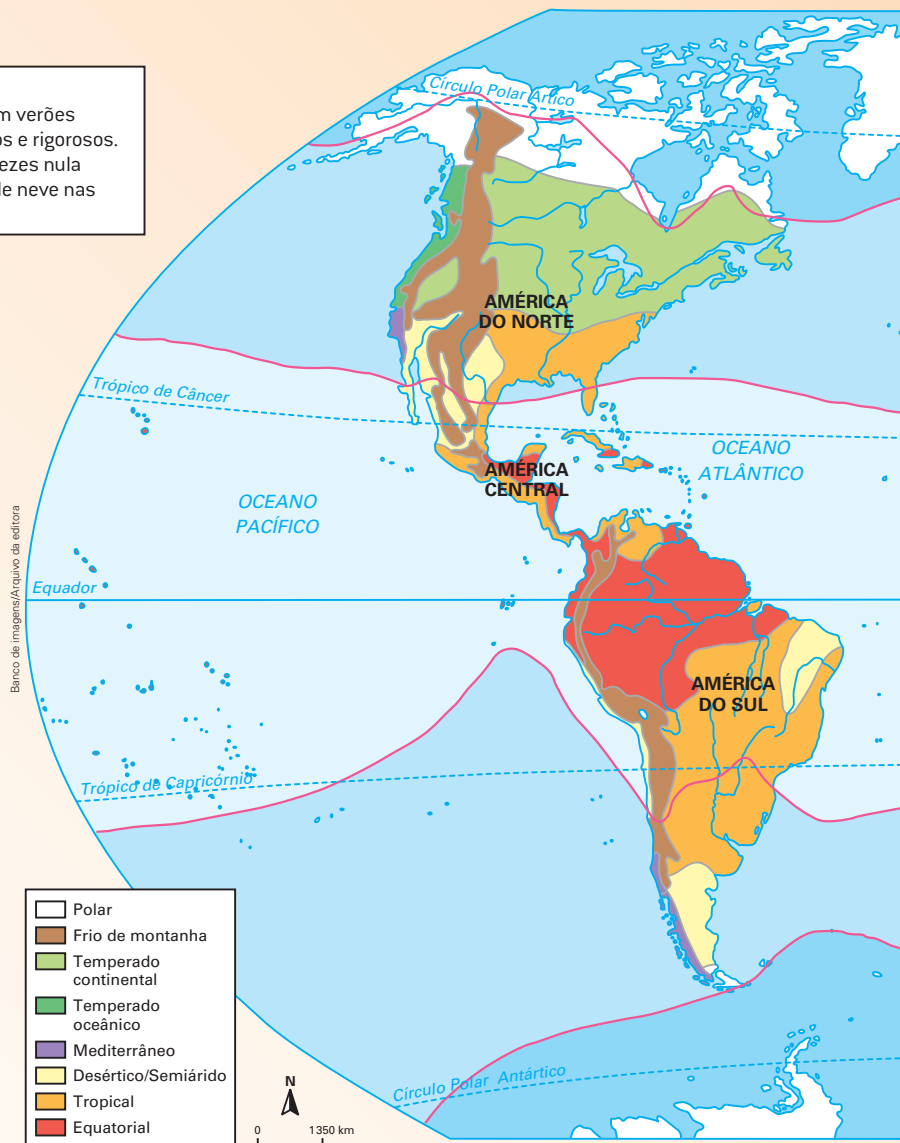 m verões
os e rigorosos.
ezes nula
de neve nas
Círculo Polar Ártico
AMÉRICA
DO NORTE
Trópico de Câncer
OCEANO
ATLÂNTICO
AMÉRICA
CENTRAL
OCEANO
PACÍFICO
Equador
AMÉRICA
DO SUL
Trópico de Capricórnio
Círculo Polar Antártico
Banco de imagens/Arquivo da editora
Polar
Frio de montanha
Temperado
continental
Temperado
oceânico
Mediterrâneo
Desértico/Semiárido
Tropical
Equatorial
N
0 1350 km